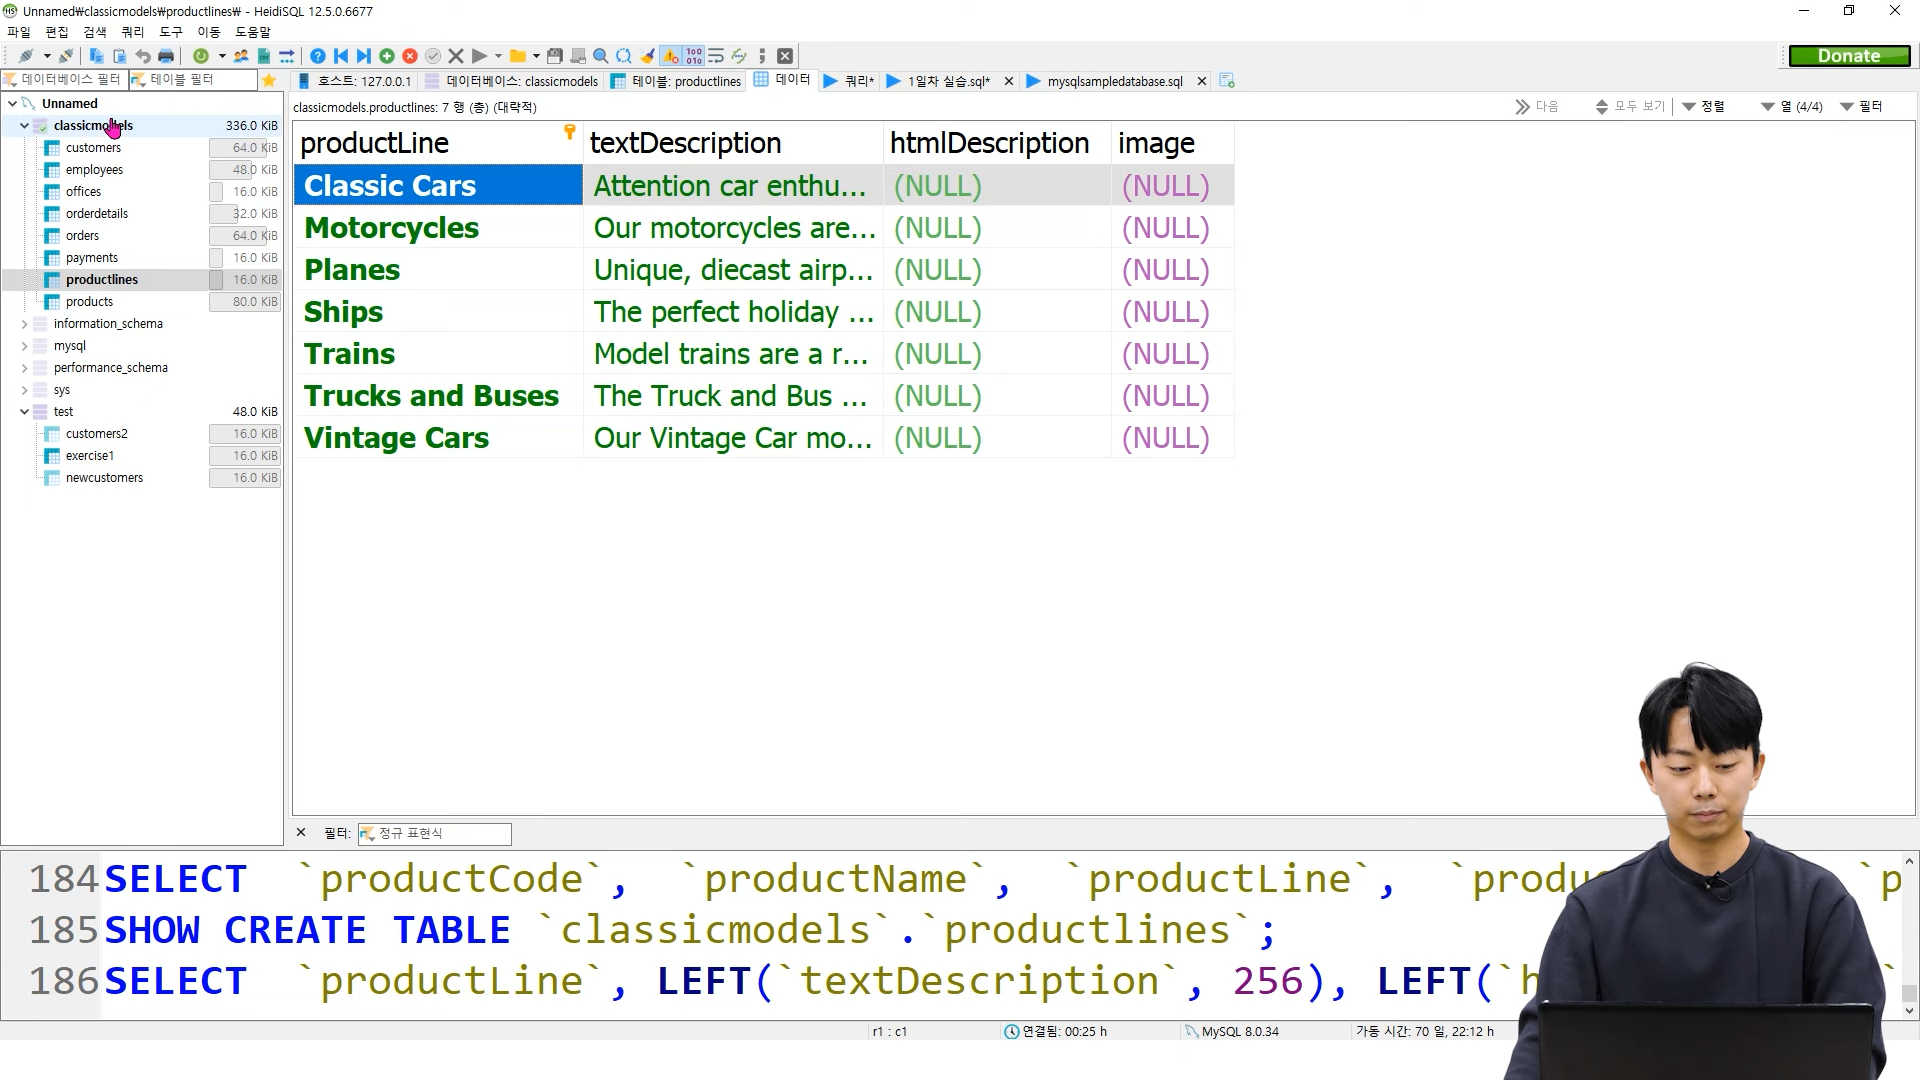 Unnamed₩classicmodels₩productlines₩ - HeidiSQL 12.5.0.6677
파일 편집 검색 쿼리 도구 이동 도움말
Donate
데이터베이스 필터 테이블 필터
호스트: 127.0.0.1 데이터베이스: classicmodels 테이블: productlines 데이터 쿼리* 1일차 실습.sql* mysqlsampledatabase.sql
classicmodels.productlines: 7 행 (총) (대략적) 다음 모두 보기 정렬 열 (4/4) 필터
Unnamed
classicmodels 336.0 KiB
customers 64.0 KiB
employees 48.0 KiB
offices 16.0 KiB
orderdetails 32.0 KiB
orders 64.0 KiB
payments 16.0 KiB
productlines 16.0 KiB
products 80.0 KiB
information_schema
mysql
performance_schema
sys
test 48.0 KiB
customers2 16.0 KiB
exercise1 16.0 KiB
newcustomers 16.0 KiB
productLine textDescription htmlDescription image
Classic Cars Attention car enthu... (NULL) (NULL)
Motorcycles Our motorcycles are... (NULL) (NULL)
Planes Unique, diecast airp... (NULL) (NULL)
Ships The perfect holiday ... (NULL) (NULL)
Trains Model trains are a r... (NULL) (NULL)
Trucks and Buses The Truck and Bus ... (NULL) (NULL)
Vintage Cars Our Vintage Car mo... (NULL) (NULL)
필터: 정규 표현식
184 SELECT `productCode`, `productName`, `productLine`, `produc `p
185 SHOW CREATE TABLE `classicmodels`.`productlines`;
186 SELECT `productLine`, LEFT(`textDescription`, 256), LEFT(`h
r1 : c1 연결됨: 00:25 h MySQL 8.0.34 가동 시간: 70 일, 22:12 h